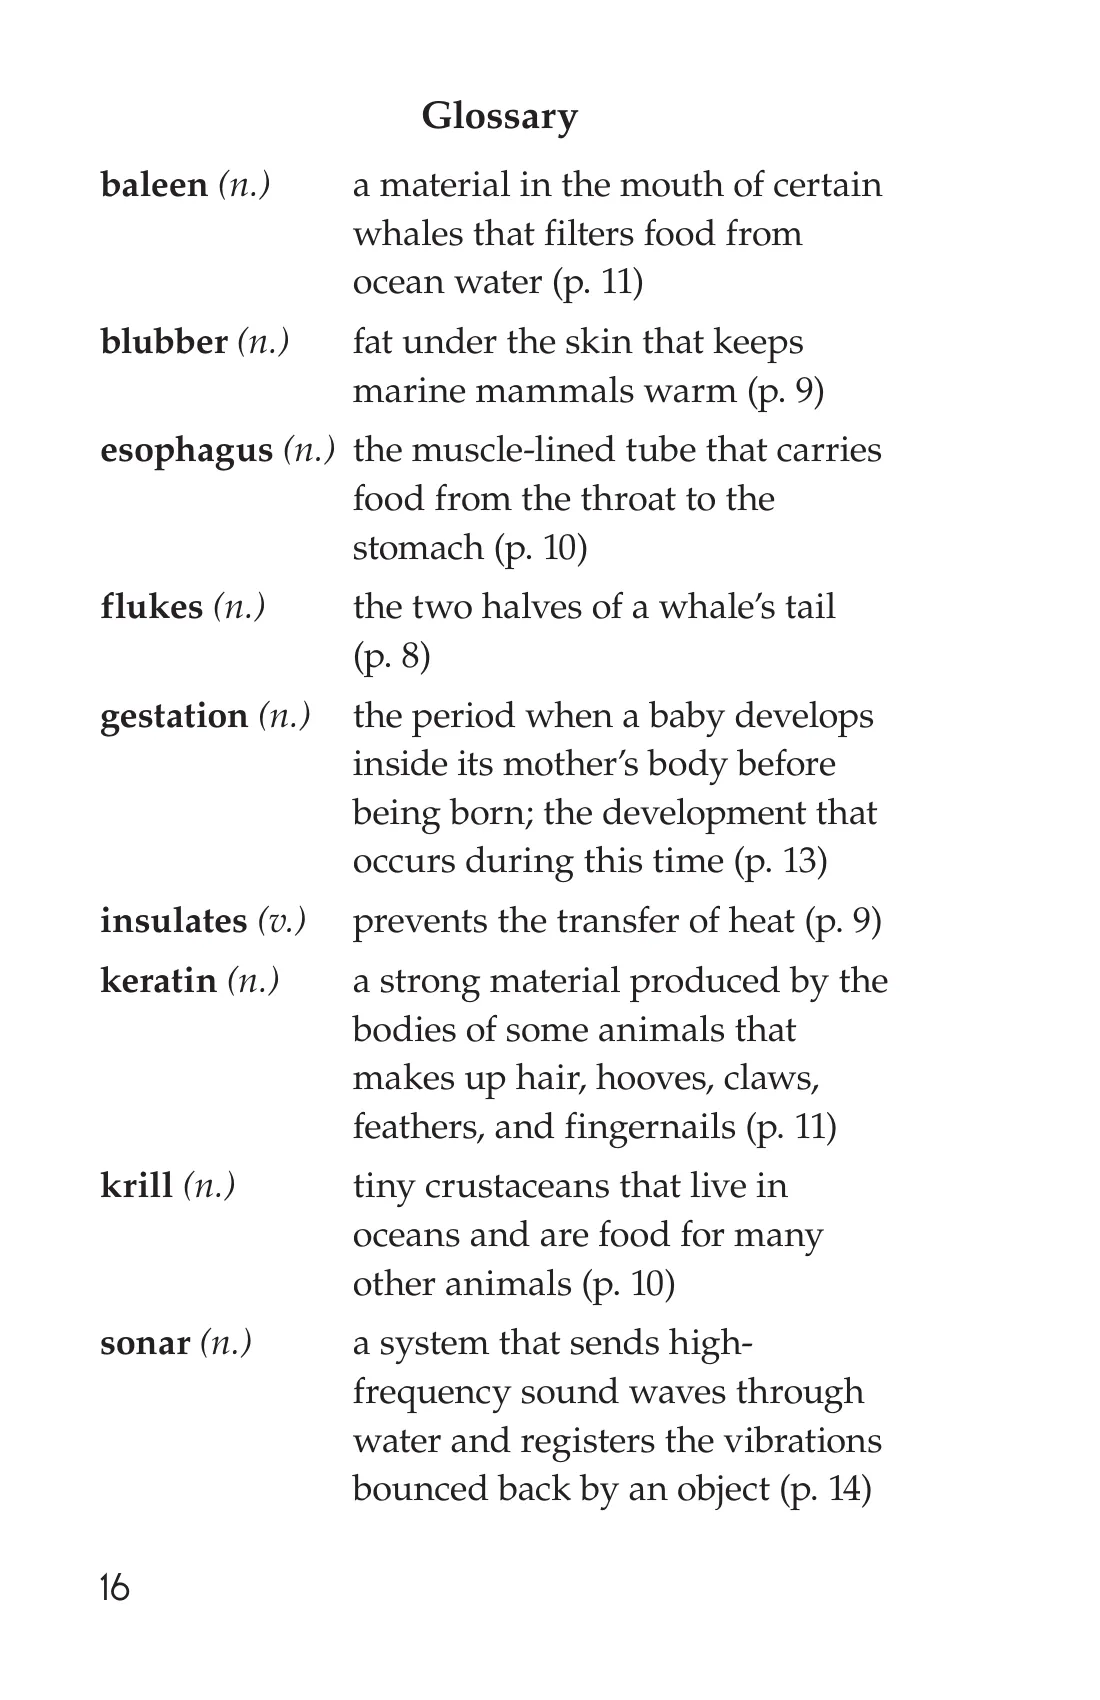 Glossary
baleen (n.) a material in the mouth of certain
whales that filters food from
ocean water (p. 11)
blubber (n.) fat under the skin that keeps
marine mammals warm (p. 9)
esophagus (n.) the muscle-lined tube that carries
food from the throat to the
stomach (p. 10)
flukes (n.) the two halves of a whale’s tail
(p. 8)
gestation (n.) the period when a baby develops
inside its mother’s body before
being born; the development that
occurs during this time (p. 13)
insulates (v.) prevents the transfer of heat (p. 9)
keratin (n.) a strong material produced by the
bodies of some animals that
makes up hair, hooves, claws,
feathers, and fingernails (p. 11)
krill (n.) tiny crustaceans that live in
oceans and are food for many
other animals (p. 10)
sonar (n.) a system that sends high-
frequency sound waves through
water and registers the vibrations
bounced back by an object (p. 14)
16